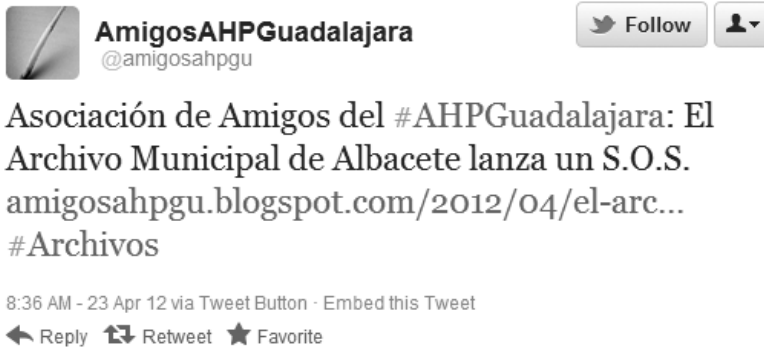 AmigosAHPGuadalajara
@amigosahpgu
Follow
Asociación de Amigos del #AHPGuadalajara: El
Archivo Municipal de Albacete lanza un S.O.S.
amigosahpgu.blogspot.com/2012/04/el-arc...
#Archivos
8:36 AM - 23 Apr 12 via Tweet Button · Embed this Tweet
Reply Retweet Favorite